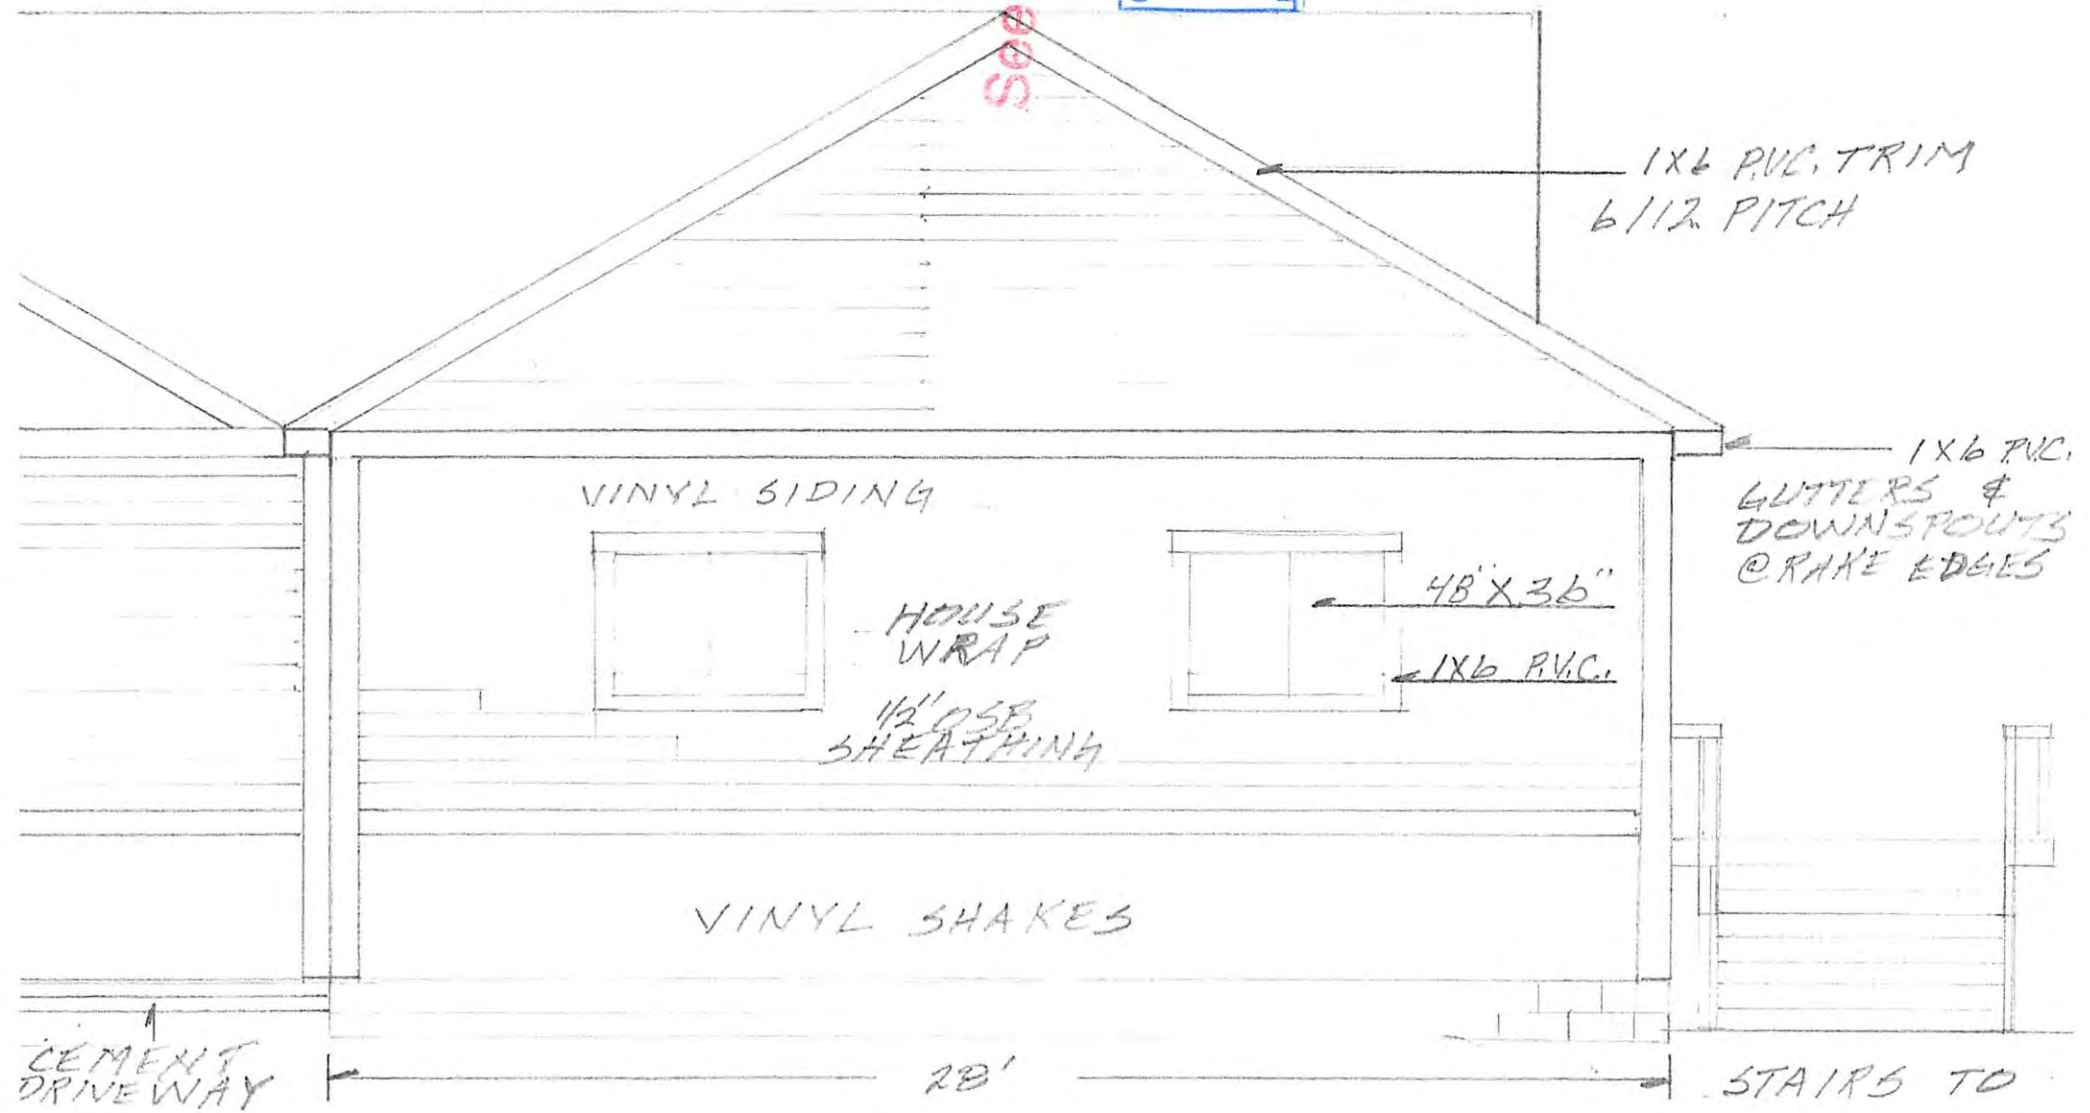 See
1X6 P.V.C. TRIM
6/12 PITCH
1X6 P.V.C.
GUTTERS &
DOWNSPOUTS
@ RAKE EDGES
VINYL SIDING
48" X 36"
HOUSE
WRAP
1X6 P.V.C.
1/2" OSB
SHEATHING
VINYL SHAKES
CEMENT
DRIVEWAY
28'
STAIRS TO